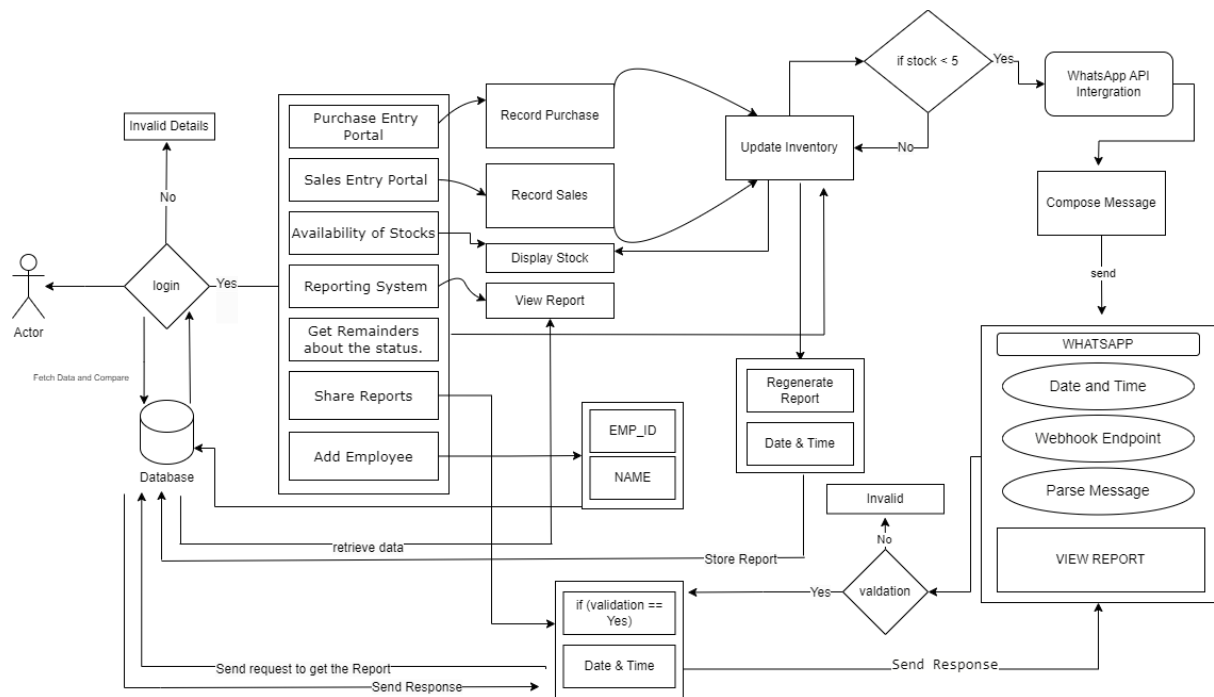 if stock < 5
Yes
WhatsApp API
Intergration
No
Invalid Details
No
Purchase Entry
Portal
Record Purchase
Update Inventory
Sales Entry Portal
Record Sales
Compose Message
Availability of Stocks
Display Stock
send
login
Yes
Reporting System
View Report
Actor
Get Remainders
about the status.
WHATSAPP
Fetch Data and Compare
Share Reports
Regenerate
Report
Date and Time
EMP_ID
Date & Time
Webhook Endpoint
Add Employee
NAME
Database
Parse Message
Invalid
No
retrieve data
Store Report
VIEW REPORT
valdation
Yes
if (validation ==
Yes)
Date & Time
Send request to get the Report
Send Response
Send Response